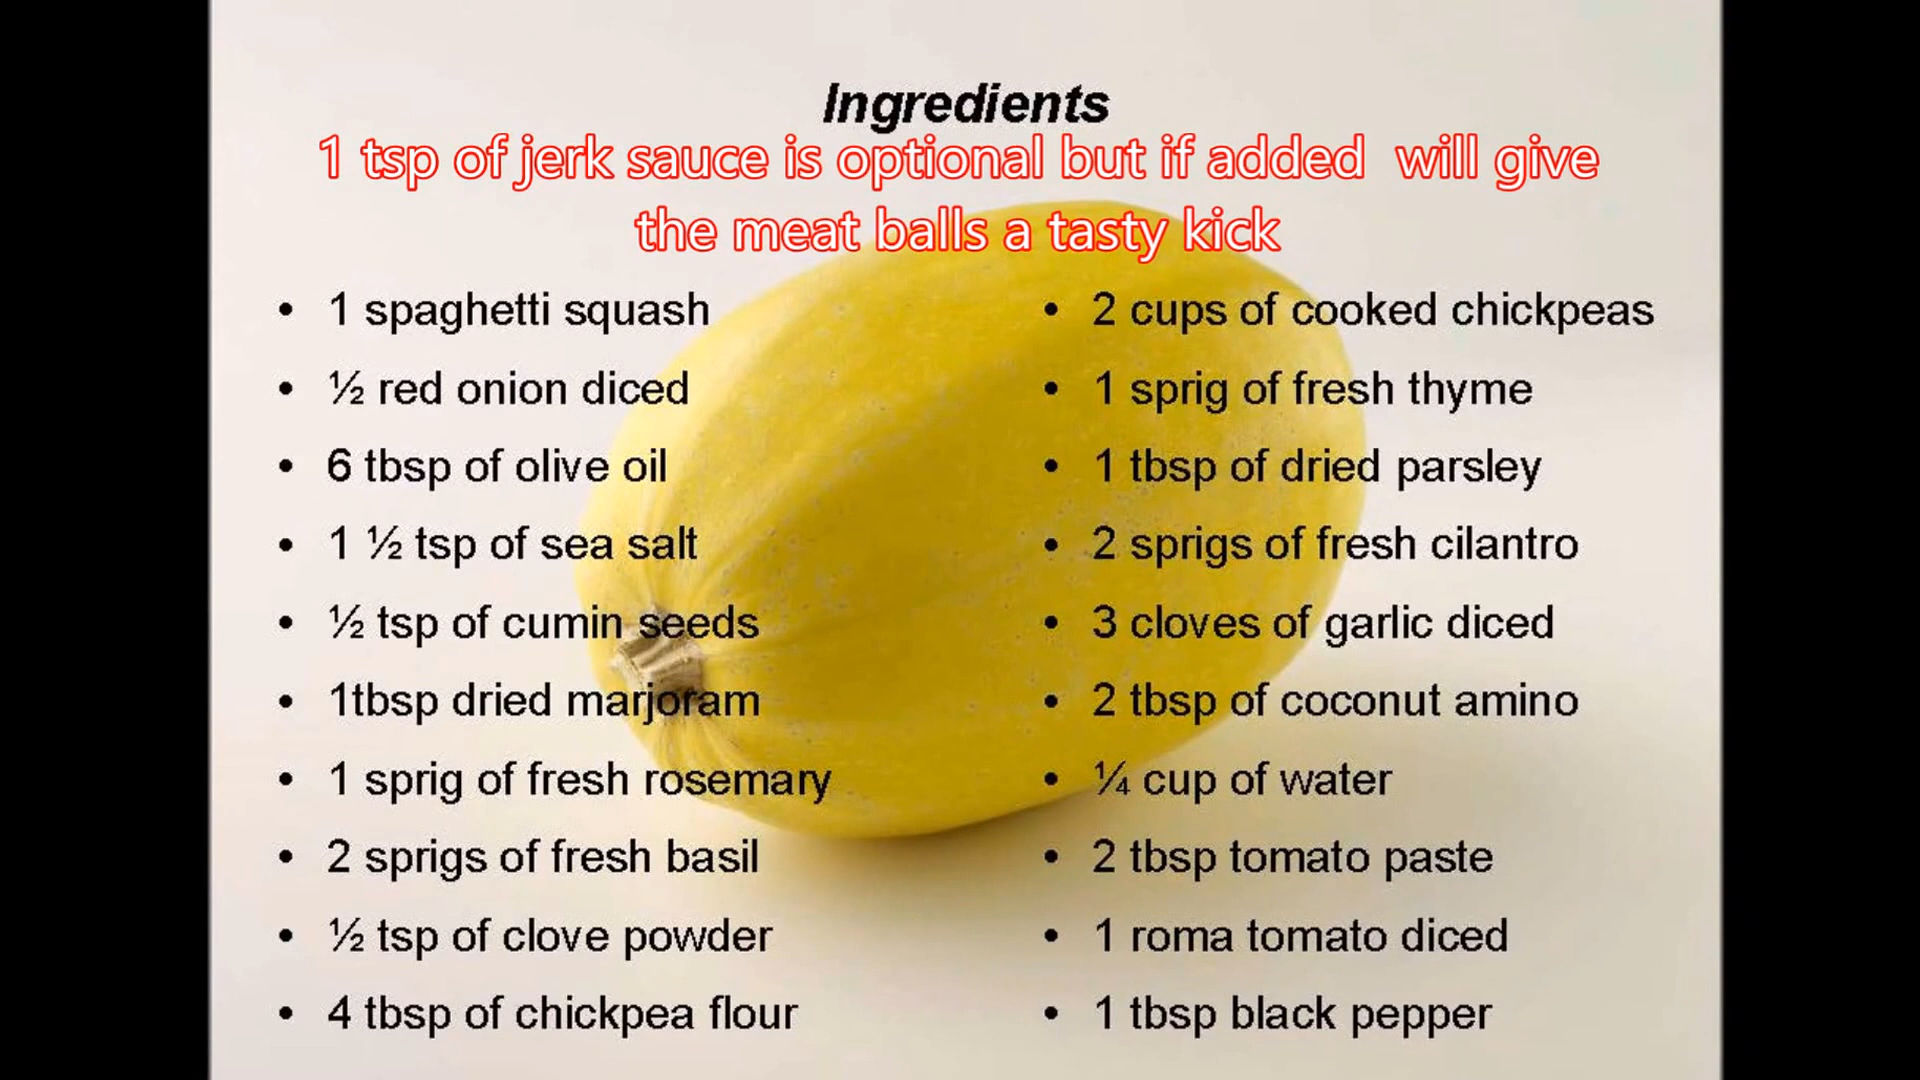 Ingredients
1 tsp of jerk sauce is optional but if added  will give
the meat balls a tasty kick
• 1 spaghetti squash
• ½ red onion diced
• 6 tbsp of olive oil
• 1 ½ tsp of sea salt
• ½ tsp of cumin seeds
• 1tbsp dried marjoram
• 1 sprig of fresh rosemary
• 2 sprigs of fresh basil
• ½ tsp of clove powder
• 4 tbsp of chickpea flour
• 2 cups of cooked chickpeas
• 1 sprig of fresh thyme
• 1 tbsp of dried parsley
• 2 sprigs of fresh cilantro
• 3 cloves of garlic diced
• 2 tbsp of coconut amino
• ¼ cup of water
• 2 tbsp tomato paste
• 1 roma tomato diced
• 1 tbsp black pepper